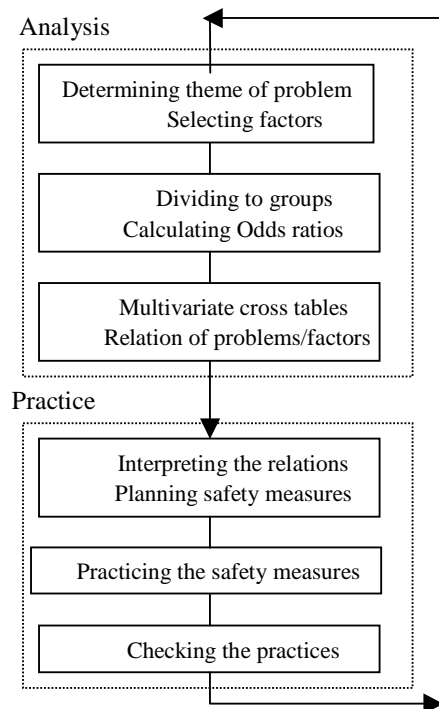 Analysis
Determining theme of problem
Selecting factors
Dividing to groups
Calculating Odds ratios
Multivariate cross tables
Relation of problems/factors
Practice
Interpreting the relations
Planning safety measures
Practicing the safety measures
Checking the practices